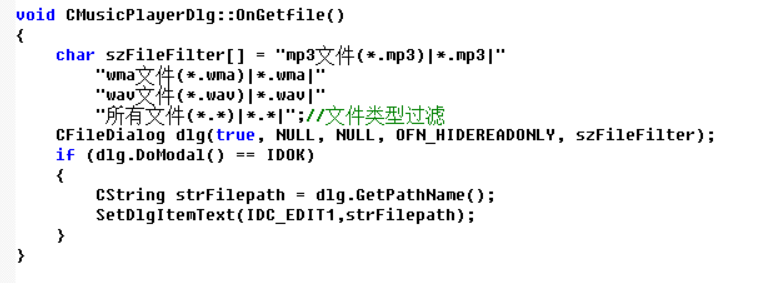 void CMusicPlayerDlg::OnGetfile()
{
    char szFileFilter[] = "mp3文件(*.mp3)|*.mp3|"
        "wma文件(*.wma)|*.wma|"
        "wav文件(*.wav)|*.wav|"
        "所有文件(*.*)|*.*|";//文件类型过滤
    CFileDialog dlg(true, NULL, NULL, OFN_HIDEREADONLY, szFileFilter);
    if (dlg.DoModal() == IDOK)
    {
        CString strFilepath = dlg.GetPathName();
        SetDlgItemText(IDC_EDIT1,strFilepath);
    }
}